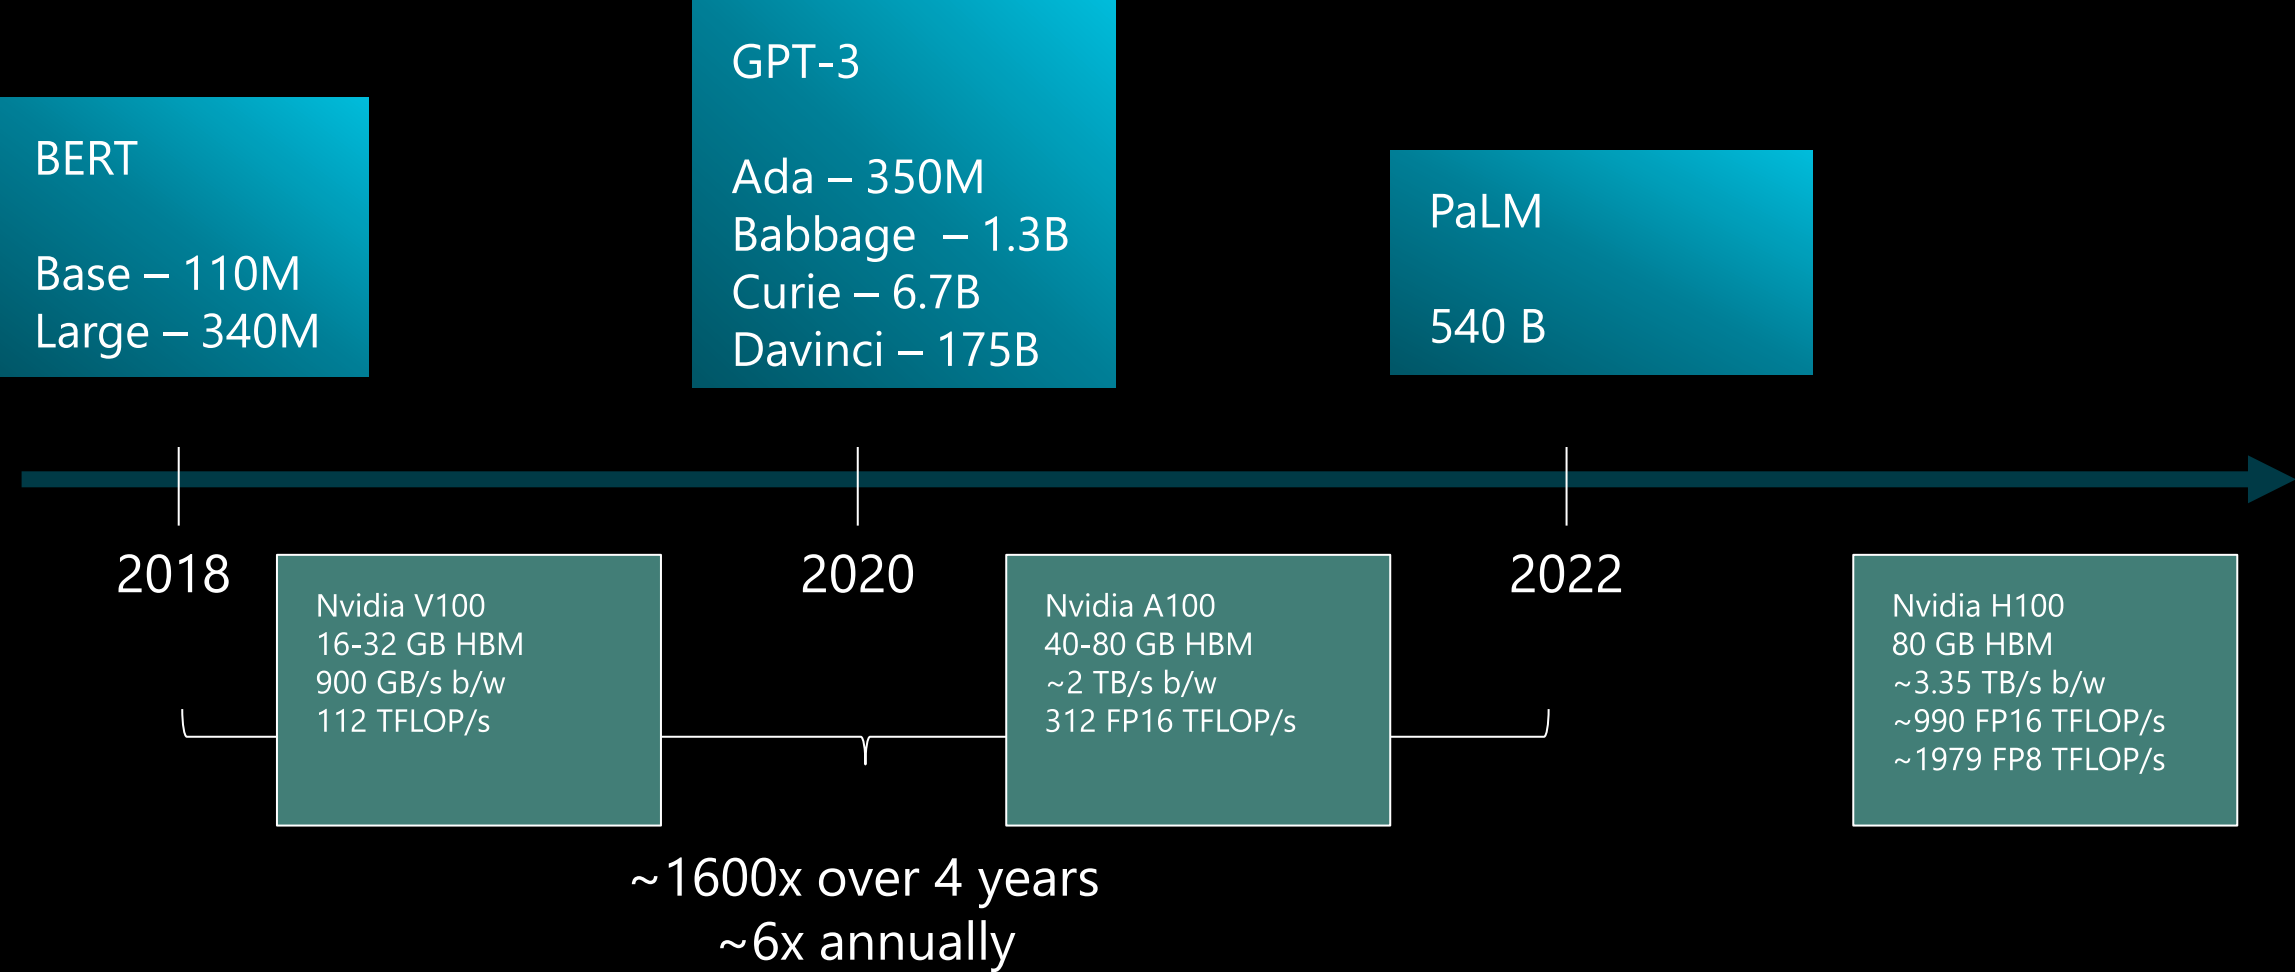 BERT
Base – 110M
Large – 340M
GPT-3
Ada – 350M
Babbage – 1.3B
Curie – 6.7B
Davinci – 175B
PaLM
540 B
2018
2020
2022
Nvidia V100
16-32 GB HBM
900 GB/s b/w
112 TFLOP/s
Nvidia A100
40-80 GB HBM
~2 TB/s b/w
312 FP16 TFLOP/s
Nvidia H100
80 GB HBM
~3.35 TB/s b/w
~990 FP16 TFLOP/s
~1979 FP8 TFLOP/s
~1600x over 4 years
~6x annually